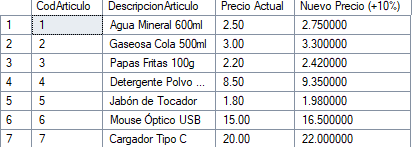 CodArticulo DescripcionArticulo Precio Actual Nuevo Precio (+10%)
1 1 Agua Mineral 600ml 2.50 2.750000
2 2 Gaseosa Cola 500ml 3.00 3.300000
3 3 Papas Fritas 100g 2.20 2.420000
4 4 Detergente Polvo ... 8.50 9.350000
5 5 Jabón de Tocador 1.80 1.980000
6 6 Mouse Óptico USB 15.00 16.500000
7 7 Cargador Tipo C 20.00 22.000000